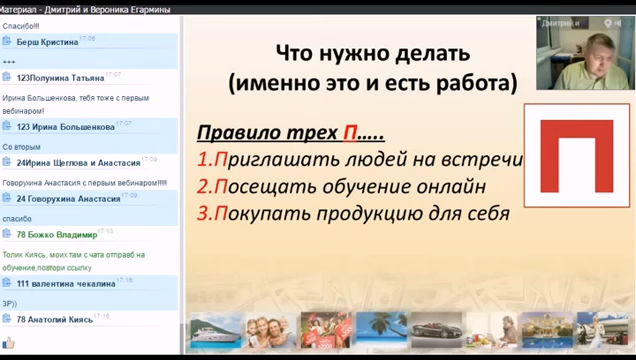 Материал - Дмитрий и Вероника Егармины
Спасибо!!!
Берш Кристина 17:06
+++
123Полунина Татьяна 17:07
Ирина Большенкова, тебя тоже с первым
вебинаром!
123 Ирина Большенкова 17:07
Со вторым
24Ирина Щеглова и Анастасия 17:09
Говорухина Анастасия с первым вебинаром!!!!!
24 Говорухина Анастасия 17:09
спасибо
78 Божко Владимир 17:13
Толик Киясь, моих там с чата отправб на
обучение,повтори ссылку
111 валентина чекалина 17:16
ЗР))
78 Анатолий Киясь 17:16
Что нужно делать
(именно это и есть работа)
Правило трех П…..
1.Приглашать людей на встречи
2.Посещать обучение онлайн
3.Покупать продукцию для себя
Дмитрий и
П